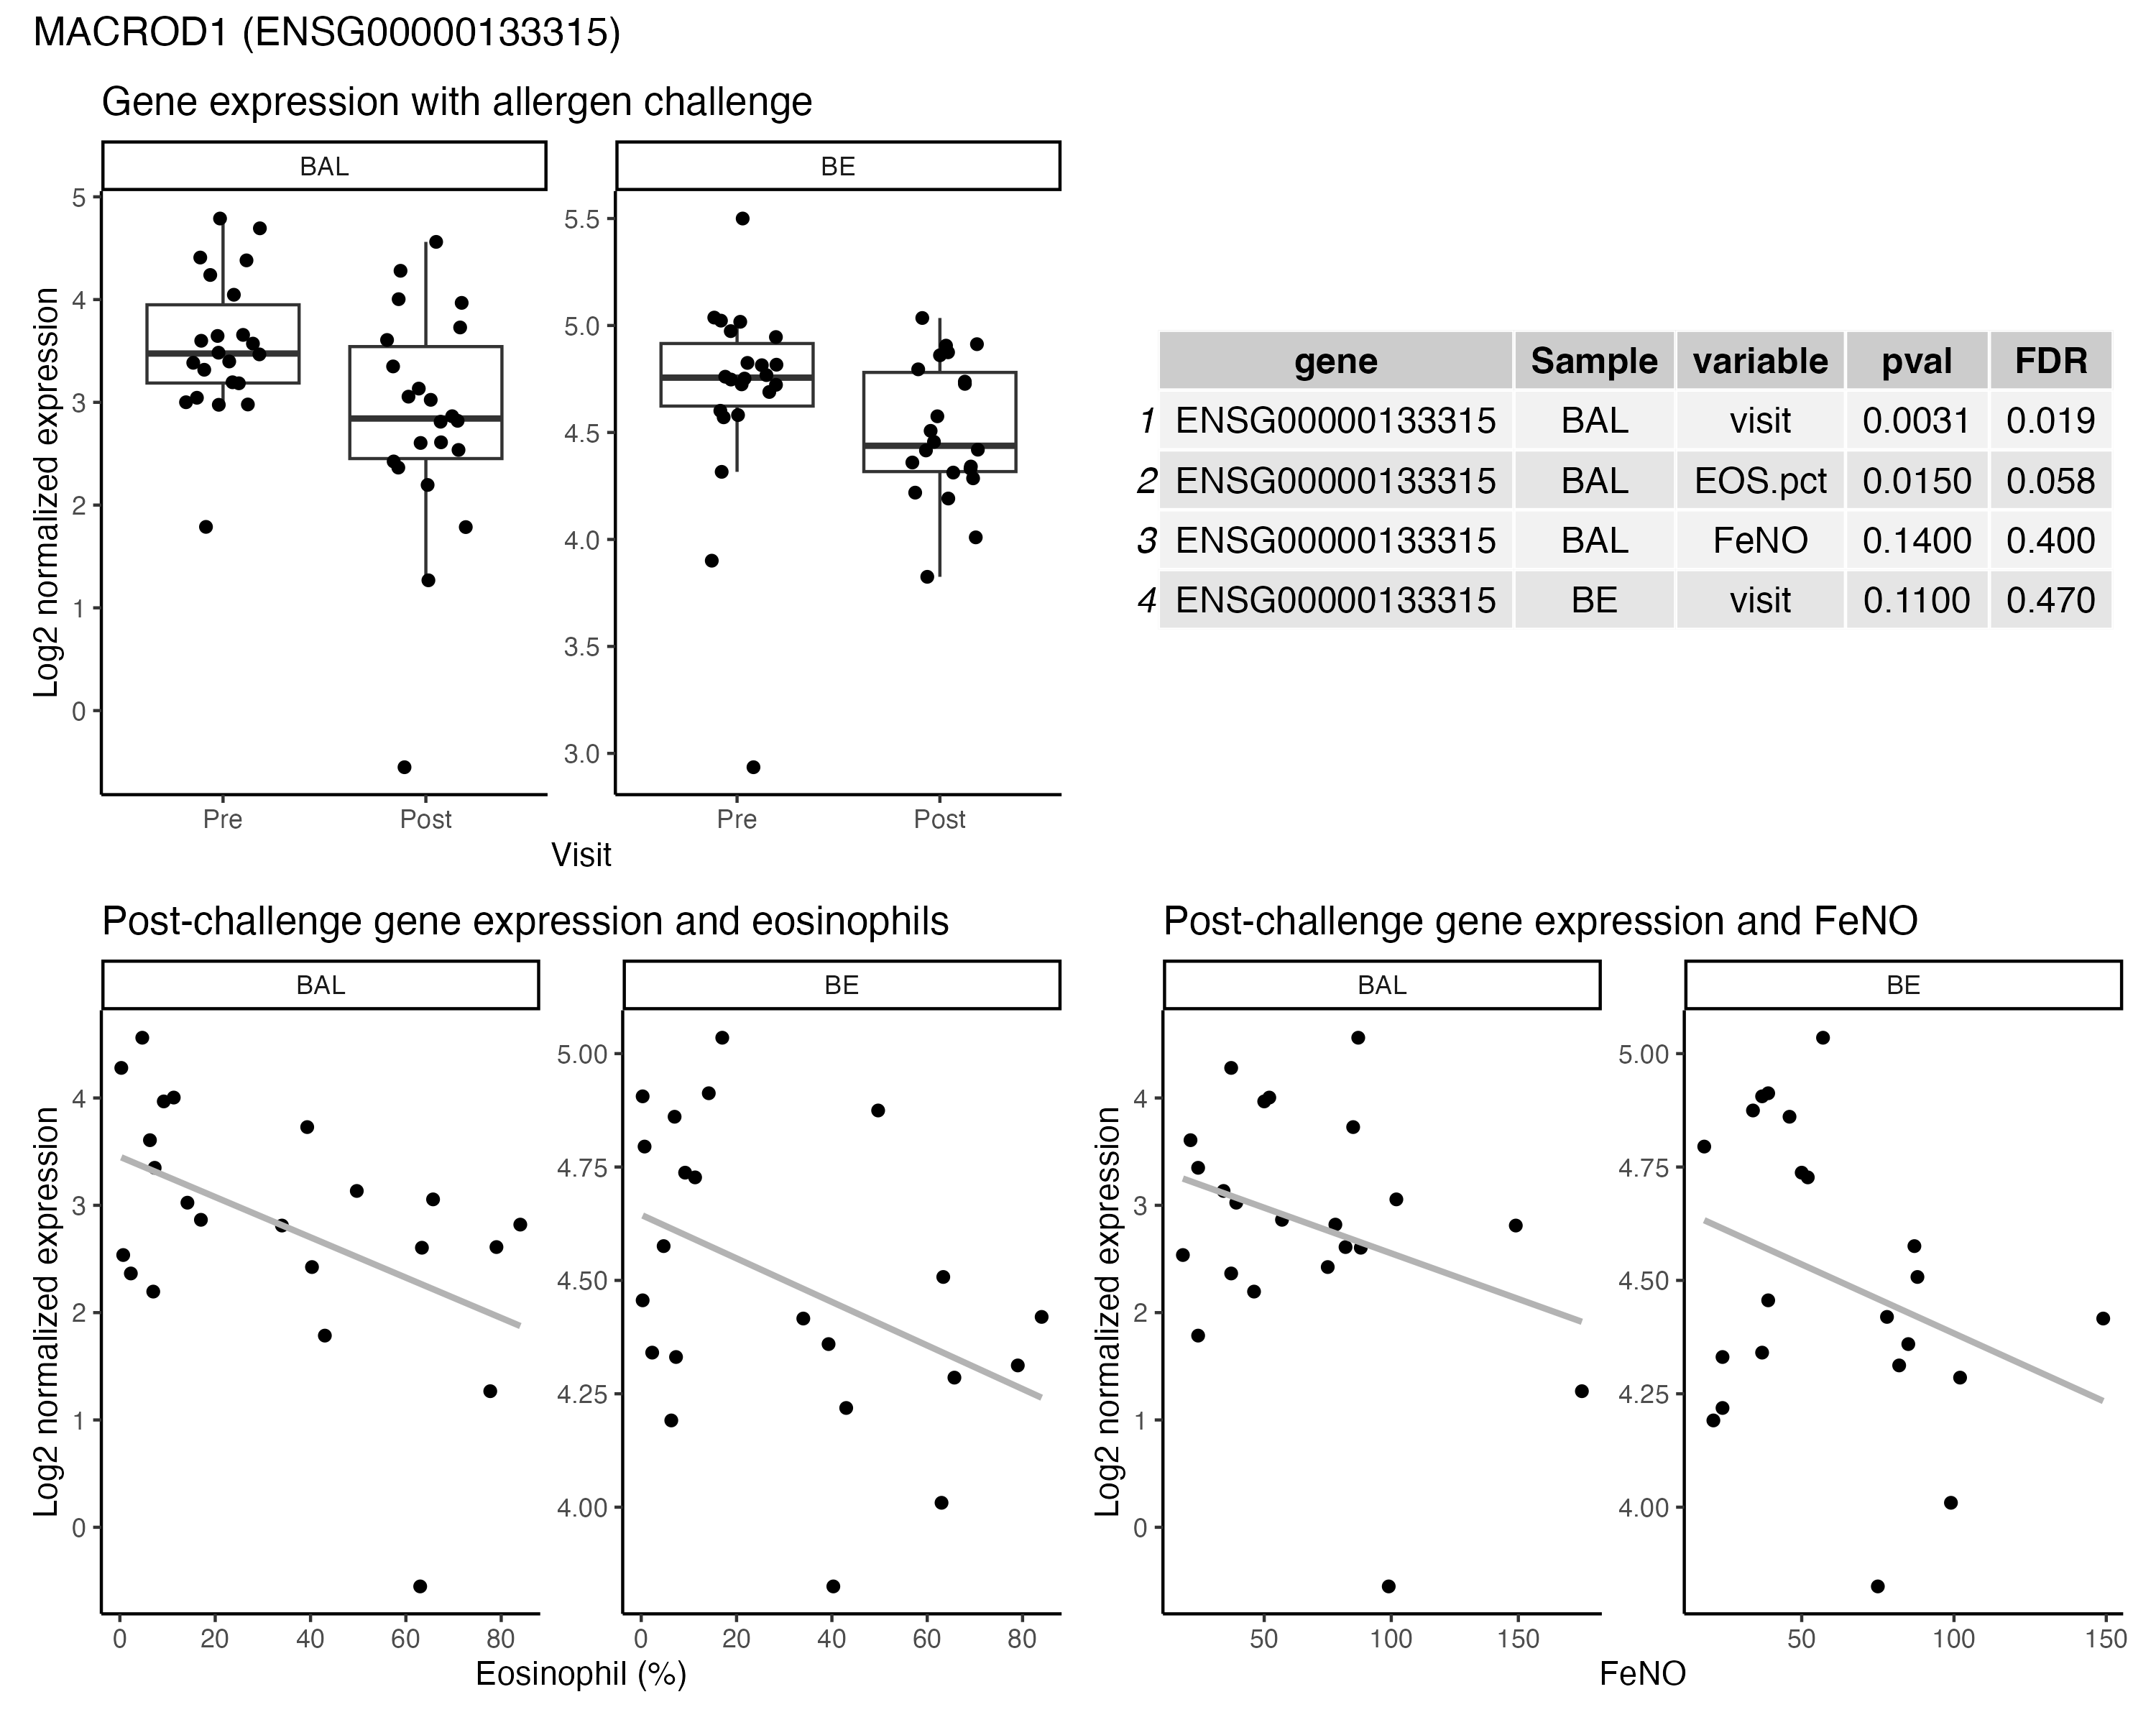 MACROD1 (ENSG00000133315)
Gene expression with allergen challenge
BAL
BE
Log2 normalized expression
5
4
3
2
1
0
5.5
5.0
4.5
4.0
3.5
3.0
Pre
Post
Pre
Post
Visit
gene Sample variable pval FDR
1 ENSG00000133315 BAL visit 0.0031 0.019
2 ENSG00000133315 BAL EOS.pct 0.0150 0.058
3 ENSG00000133315 BAL FeNO 0.1400 0.400
4 ENSG00000133315 BE visit 0.1100 0.470
Post-challenge gene expression and eosinophils
BAL
BE
Log2 normalized expression
4
3
2
1
0
5.00
4.75
4.50
4.25
4.00
0 20 40 60 80
0 20 40 60 80
Eosinophil (%)
Post-challenge gene expression and FeNO
BAL
BE
Log2 normalized expression
4
3
2
1
0
5.00
4.75
4.50
4.25
4.00
50 100 150
50 100 150
FeNO